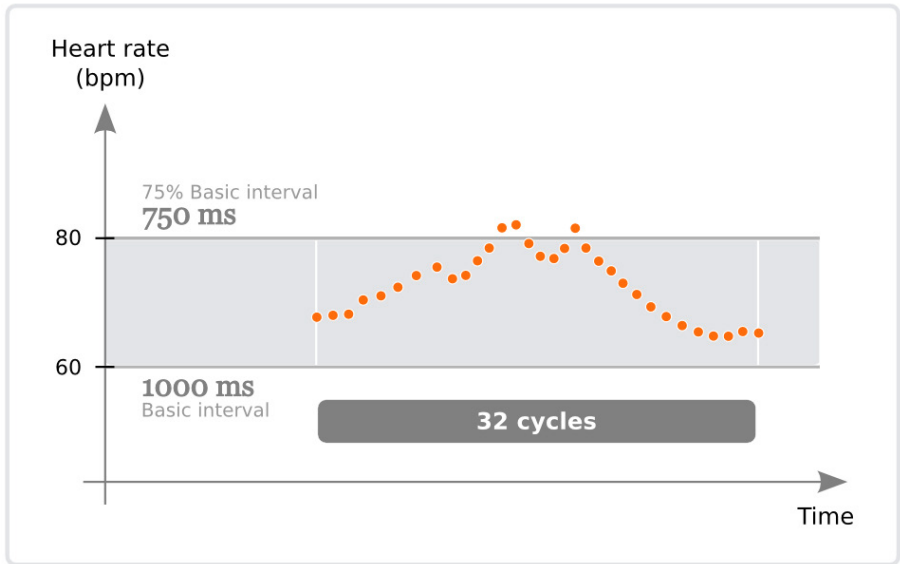 Heart rate
(bpm)
75% Basic interval
750 ms
80
60
1000 ms
Basic interval
32 cycles
Time